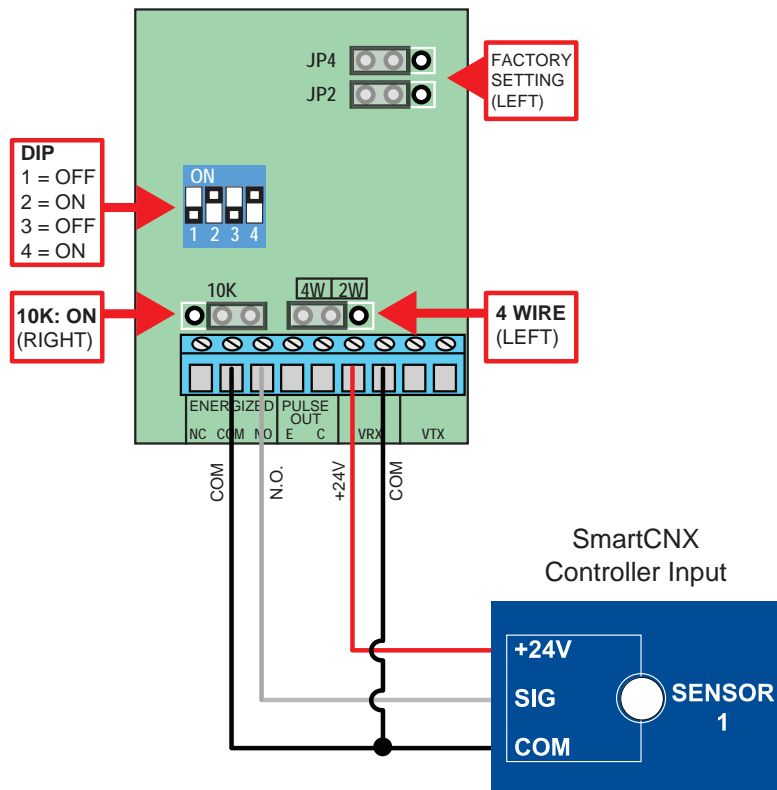 JP4
JP2
FACTORY
SETTING
(LEFT)
DIP
1 = OFF
2 = ON
3 = OFF
4 = ON
ON
1 2 3 4
10K
4W 2W
10K: ON
(RIGHT)
4 WIRE
(LEFT)
ENERGIZED
PULSE
OUT
NC COM NO E C VRX VTX
COM
N.O.
+24V
COM
SmartCNX
Controller Input
+24V
SIG
COM
SENSOR
1